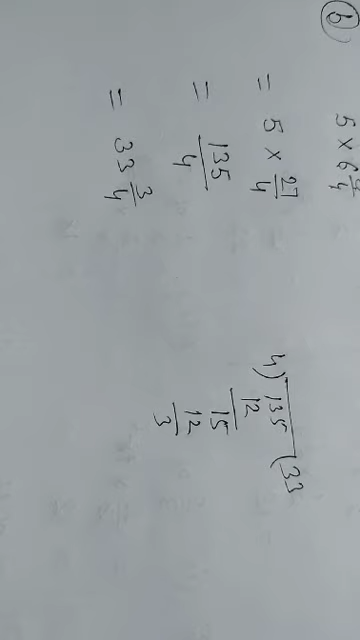 (b)
5 × 6 3/4
= 5 × 27/4
= 135/4
= 33 3/4
4) 135 (33
12
15
12
3